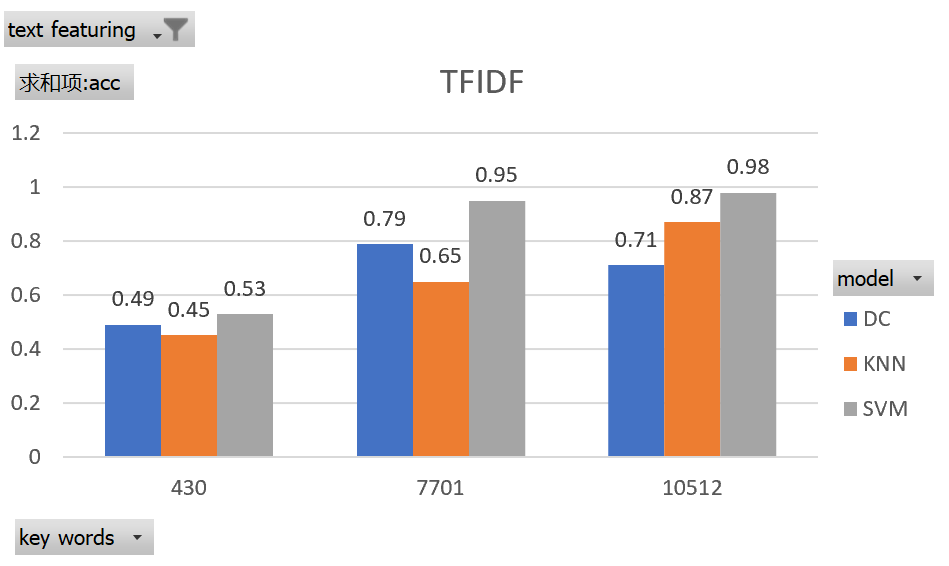 text featuring
求和项:acc
TFIDF
1.2
1
0.8
0.6
0.4
0.2
0
0.49
0.45
0.53
0.79
0.65
0.95
0.71
0.87
0.98
430
7701
10512
model
DC
KNN
SVM
key words